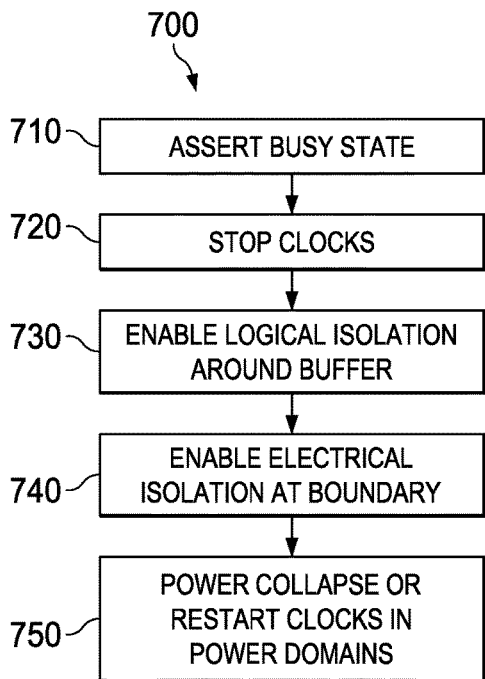 700
710
ASSERT BUSY STATE
720
STOP CLOCKS
730
ENABLE LOGICAL ISOLATION
AROUND BUFFER
740
ENABLE ELECTRICAL
ISOLATION AT BOUNDARY
750
POWER COLLAPSE OR
RESTART CLOCKS IN
POWER DOMAINS